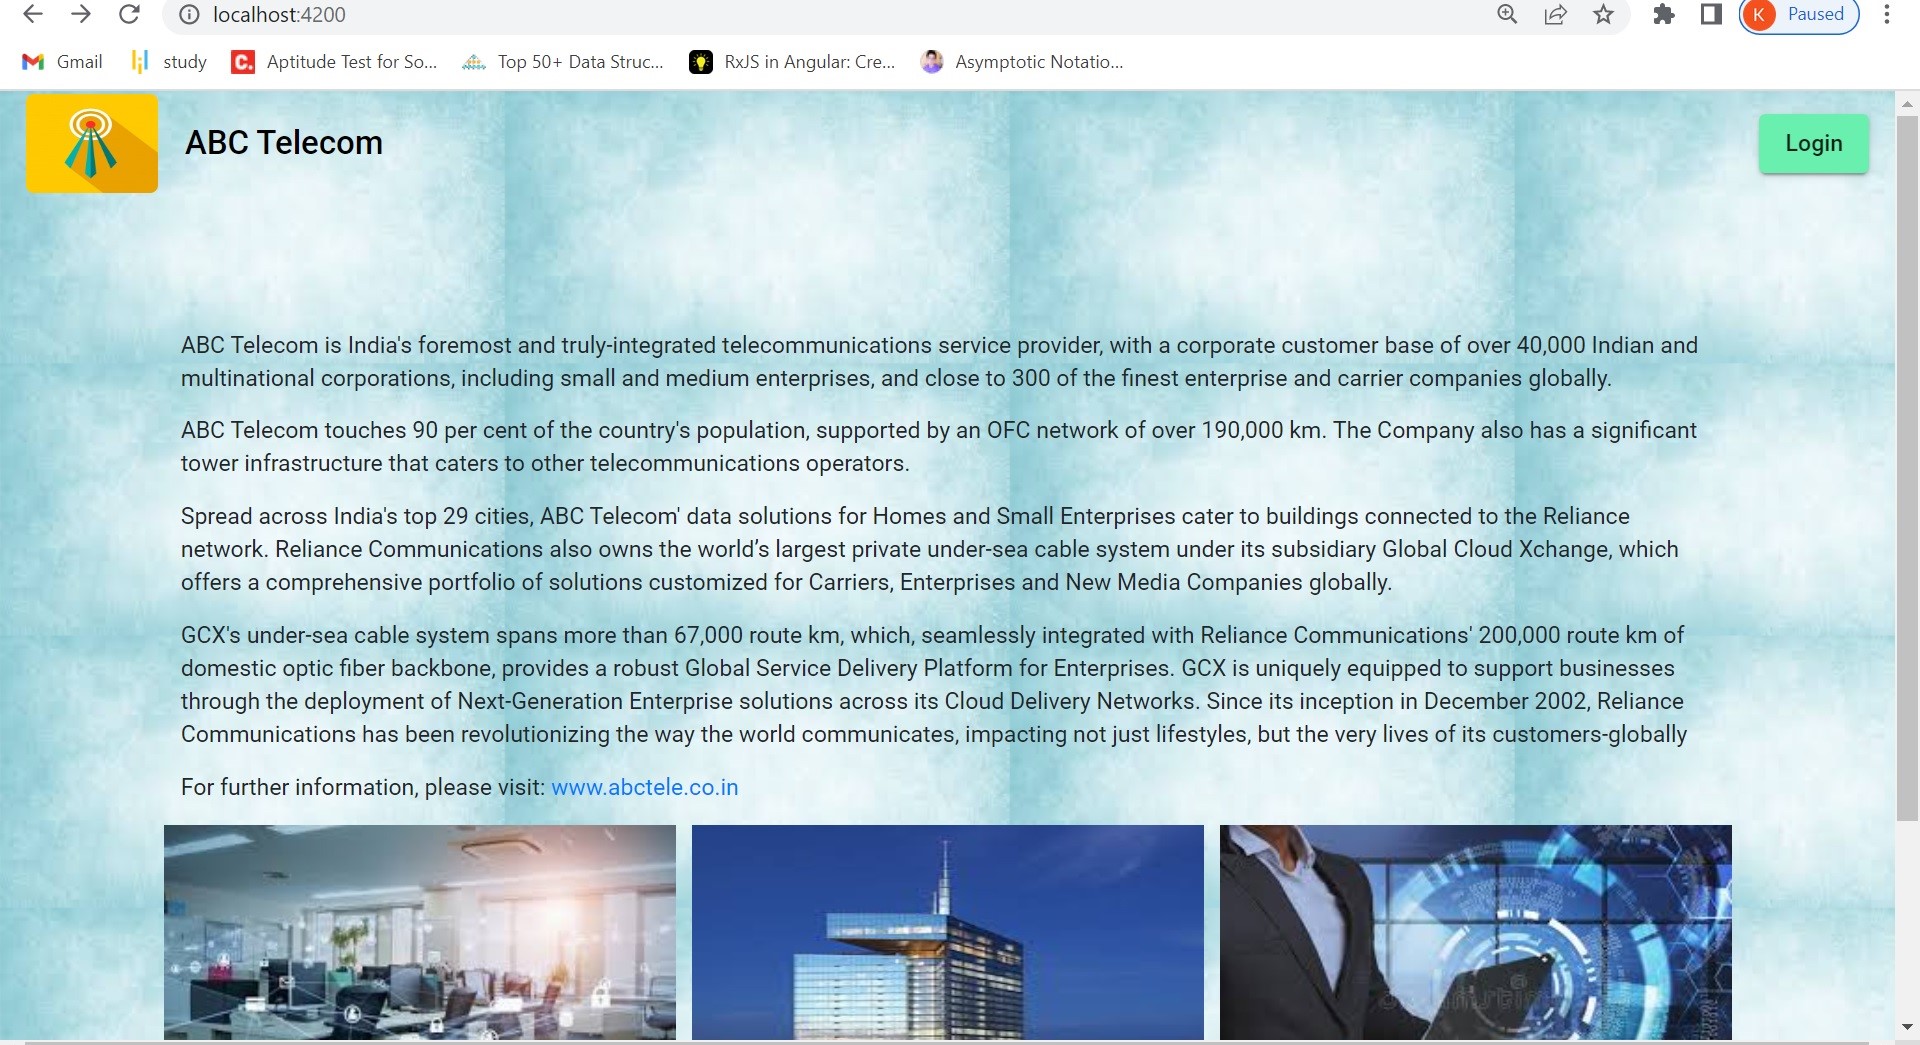 localhost:4200
K Paused
Gmail study Aptitude Test for So... Top 50+ Data Struc... RxJS in Angular: Cre... Asymptotic Notatio...
ABC Telecom
Login
ABC Telecom is India's foremost and truly-integrated telecommunications service provider, with a corporate customer base of over 40,000 Indian and
multinational corporations, including small and medium enterprises, and close to 300 of the finest enterprise and carrier companies globally.
ABC Telecom touches 90 per cent of the country's population, supported by an OFC network of over 190,000 km. The Company also has a significant
tower infrastructure that caters to other telecommunications operators.
Spread across India's top 29 cities, ABC Telecom' data solutions for Homes and Small Enterprises cater to buildings connected to the Reliance
network. Reliance Communications also owns the world’s largest private under-sea cable system under its subsidiary Global Cloud Xchange, which
offers a comprehensive portfolio of solutions customized for Carriers, Enterprises and New Media Companies globally.
GCX's under-sea cable system spans more than 67,000 route km, which, seamlessly integrated with Reliance Communications' 200,000 route km of
domestic optic fiber backbone, provides a robust Global Service Delivery Platform for Enterprises. GCX is uniquely equipped to support businesses
through the deployment of Next-Generation Enterprise solutions across its Cloud Delivery Networks. Since its inception in December 2002, Reliance
Communications has been revolutionizing the way the world communicates, impacting not just lifestyles, but the very lives of its customers-globally
For further information, please visit: www.abctele.co.in